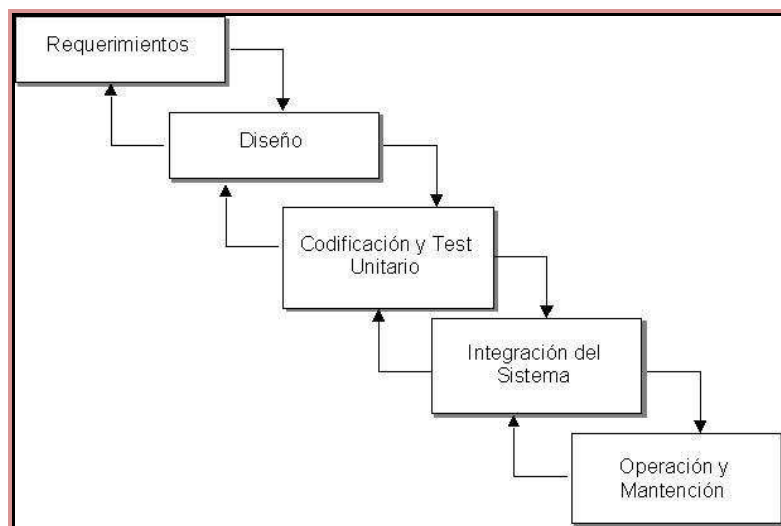 Requerimientos
Diseño
Codificación y Test
Unitario
Integración del
Sistema
Operación y
Mantención